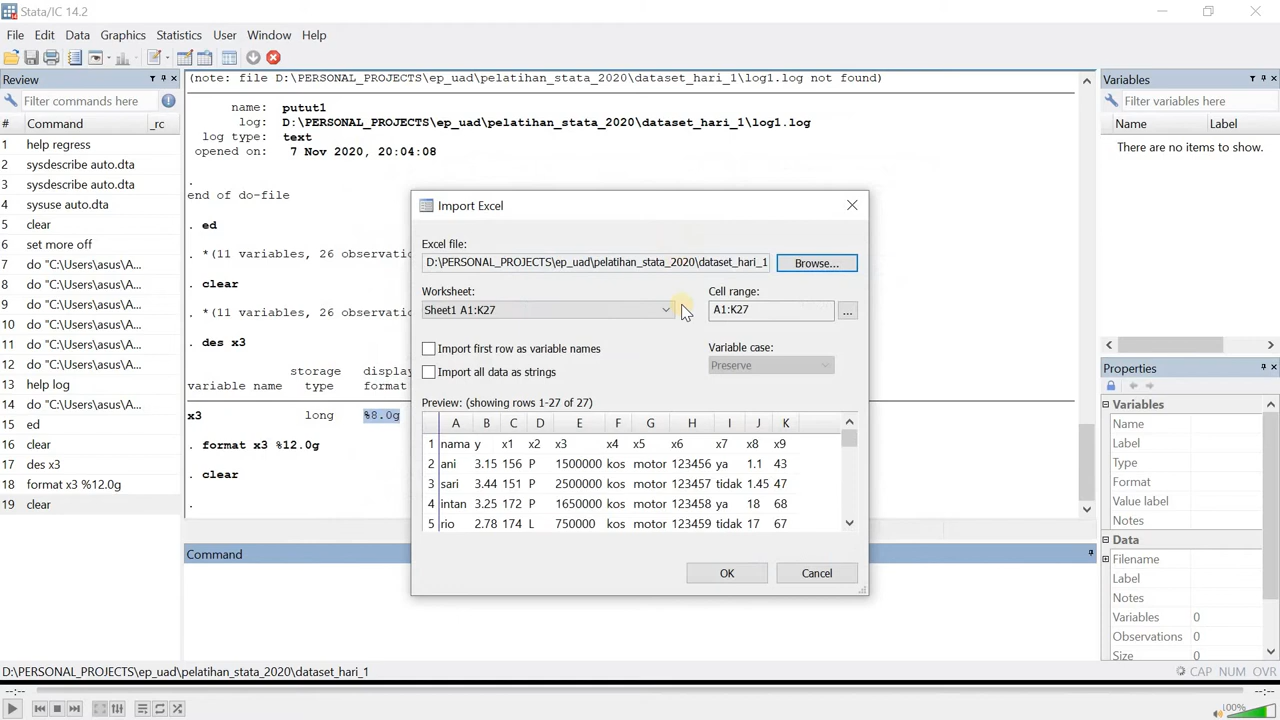 Stata/IC 14.2
File Edit Data Graphics Statistics User Window Help
Review
Filter commands here
# Command _rc
1 help regress
2 sysdescribe auto.dta
3 sysdescribe auto.dta
4 sysuse auto.dta
5 clear
6 set more off
7 do "C:\Users\asus\A...
8 do "C:\Users\asus\A...
9 do "C:\Users\asus\A...
10 do "C:\Users\asus\A...
11 do "C:\Users\asus\A...
12 do "C:\Users\asus\A...
13 help log
14 do "C:\Users\asus\A...
15 ed
16 clear
17 des x3
18 format x3 %12.0g
19 clear
(note: file D:\PERSONAL_PROJECTS\ep_uad\pelatihan_stata_2020\dataset_hari_1\log1.log not found)
name: putut1
log: D:\PERSONAL_PROJECTS\ep_uad\pelatihan_stata_2020\dataset_hari_1\log1.log
log type: text
opened on: 7 Nov 2020, 20:04:08
.
end of do-file
. ed
. *(11 variables, 26 observatio
. clear
. *(11 variables, 26 observatio
. des x3
storage displa
variable name type format
x3 long %8.0g
. format x3 %12.0g
. clear
.
Command
Import Excel
Excel file:
D:\PERSONAL_PROJECTS\ep_uad\pelatihan_stata_2020\dataset_hari_1
Browse...
Worksheet: Cell range:
Sheet1 A1:K27 A1:K27 ...
Import first row as variable names Variable case:
Import all data as strings Preserve
Preview: (showing rows 1-27 of 27)
A B C D E F G H I J K
1 nama y x1 x2 x3 x4 x5 x6 x7 x8 x9
2 ani 3.15 156 P 1500000 kos motor 123456 ya 1.1 43
3 sari 3.44 151 P 2500000 kos motor 123457 tidak 1.45 47
4 intan 3.25 172 P 1650000 kos motor 123458 ya 18 68
5 rio 2.78 174 L 750000 kos motor 123459 tidak 17 67
OK Cancel
Variables
Filter variables here
Name Label
There are no items to show.
Properties
Variables
Name
Label
Type
Format
Value label
Notes
Data
Filename
Label
Notes
Variables 0
Observations 0
Size 0
D:\PERSONAL_PROJECTS\ep_uad\pelatihan_stata_2020\dataset_hari_1
CAP NUM OVR
--:-- --:--
100%